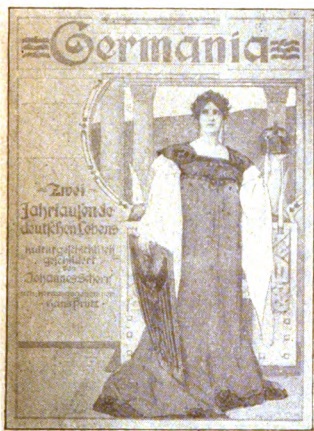 Germania
Zwei
Jahrtausende
deutschen Lebens
kulturgeschichtlich
geschildert
von
Johannes Scherr
Hans Prutz